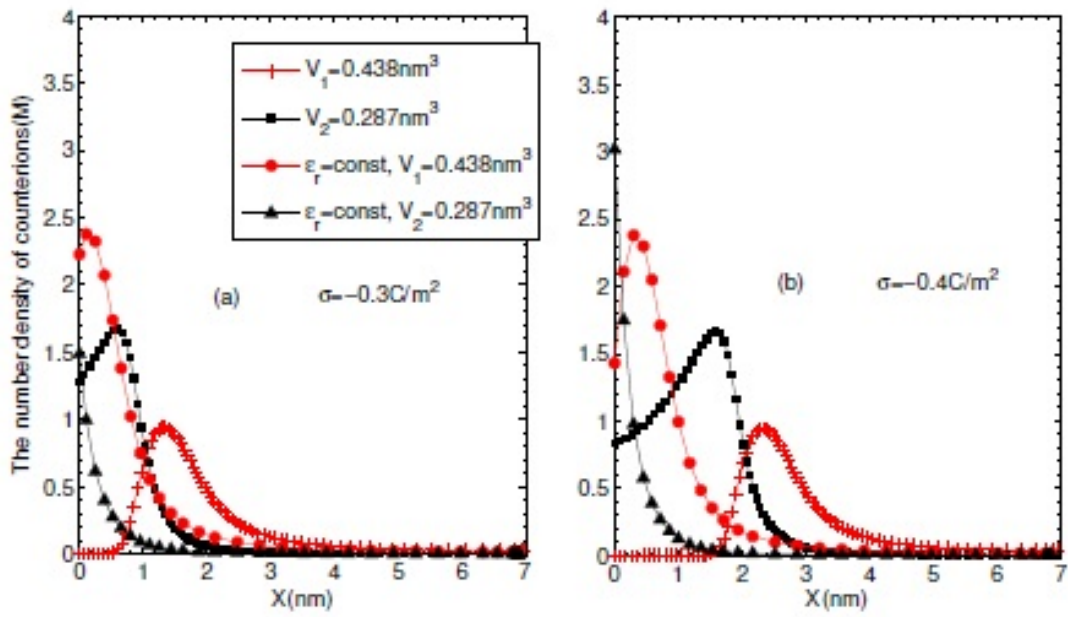 The number density of counterions(M)
4
3.5
3
2.5
2
1.5
1
0.5
0
V₁=0.438nm³
V₂=0.287nm³
εᵣ=const, V₁=0.438nm³
εᵣ=const, V₂=0.287nm³
(a) σ=−0.3C/m²
0 1 2 3 4 5 6 7
X(nm)
4
3.5
3
2.5
2
1.5
1
0.5
0
(b) σ=−0.4C/m²
0 1 2 3 4 5 6 7
X(nm)